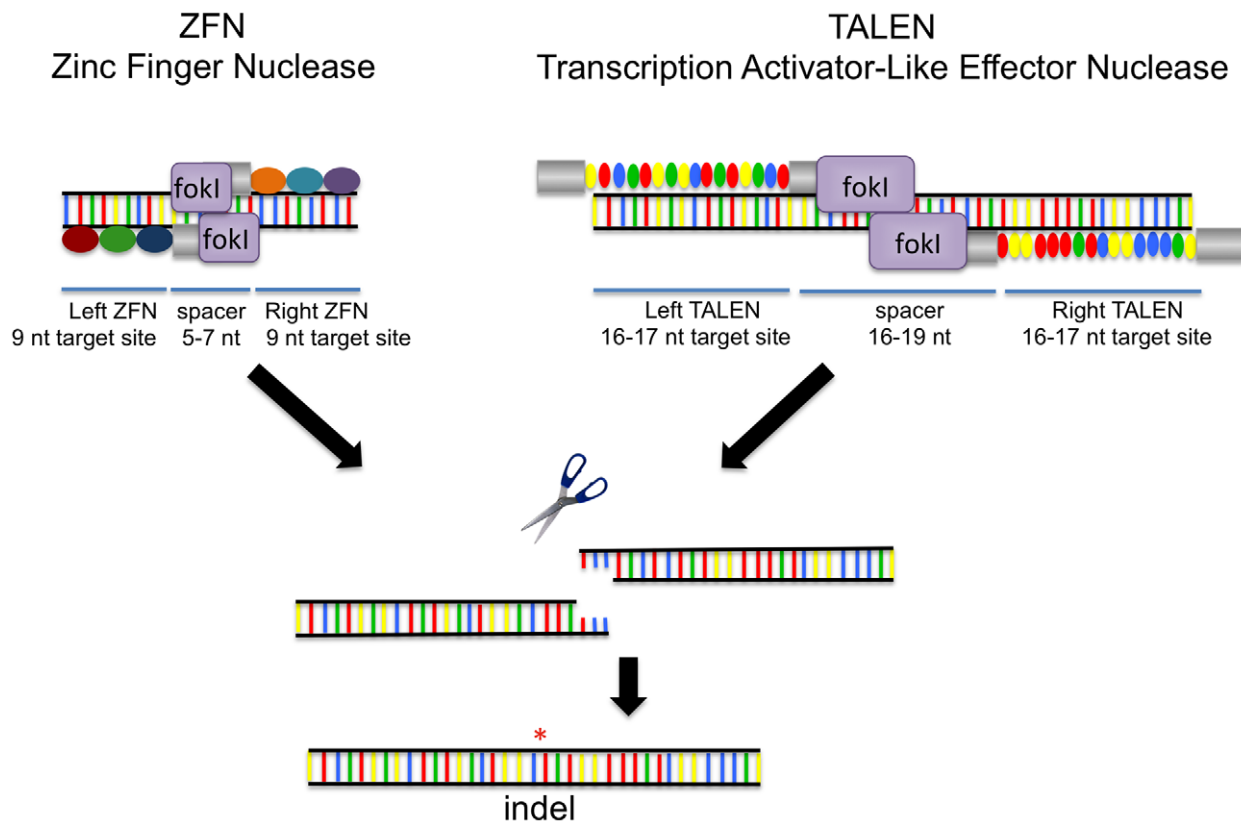 ZFN
Zinc Finger Nuclease
TALEN
Transcription Activator-Like Effector Nuclease
fokI
fokI
fokI
fokI
Left ZFN
9 nt target site
spacer
5-7 nt
Right ZFN
9 nt target site
Left TALEN
16-17 nt target site
spacer
16-19 nt
Right TALEN
16-17 nt target site
*
indel